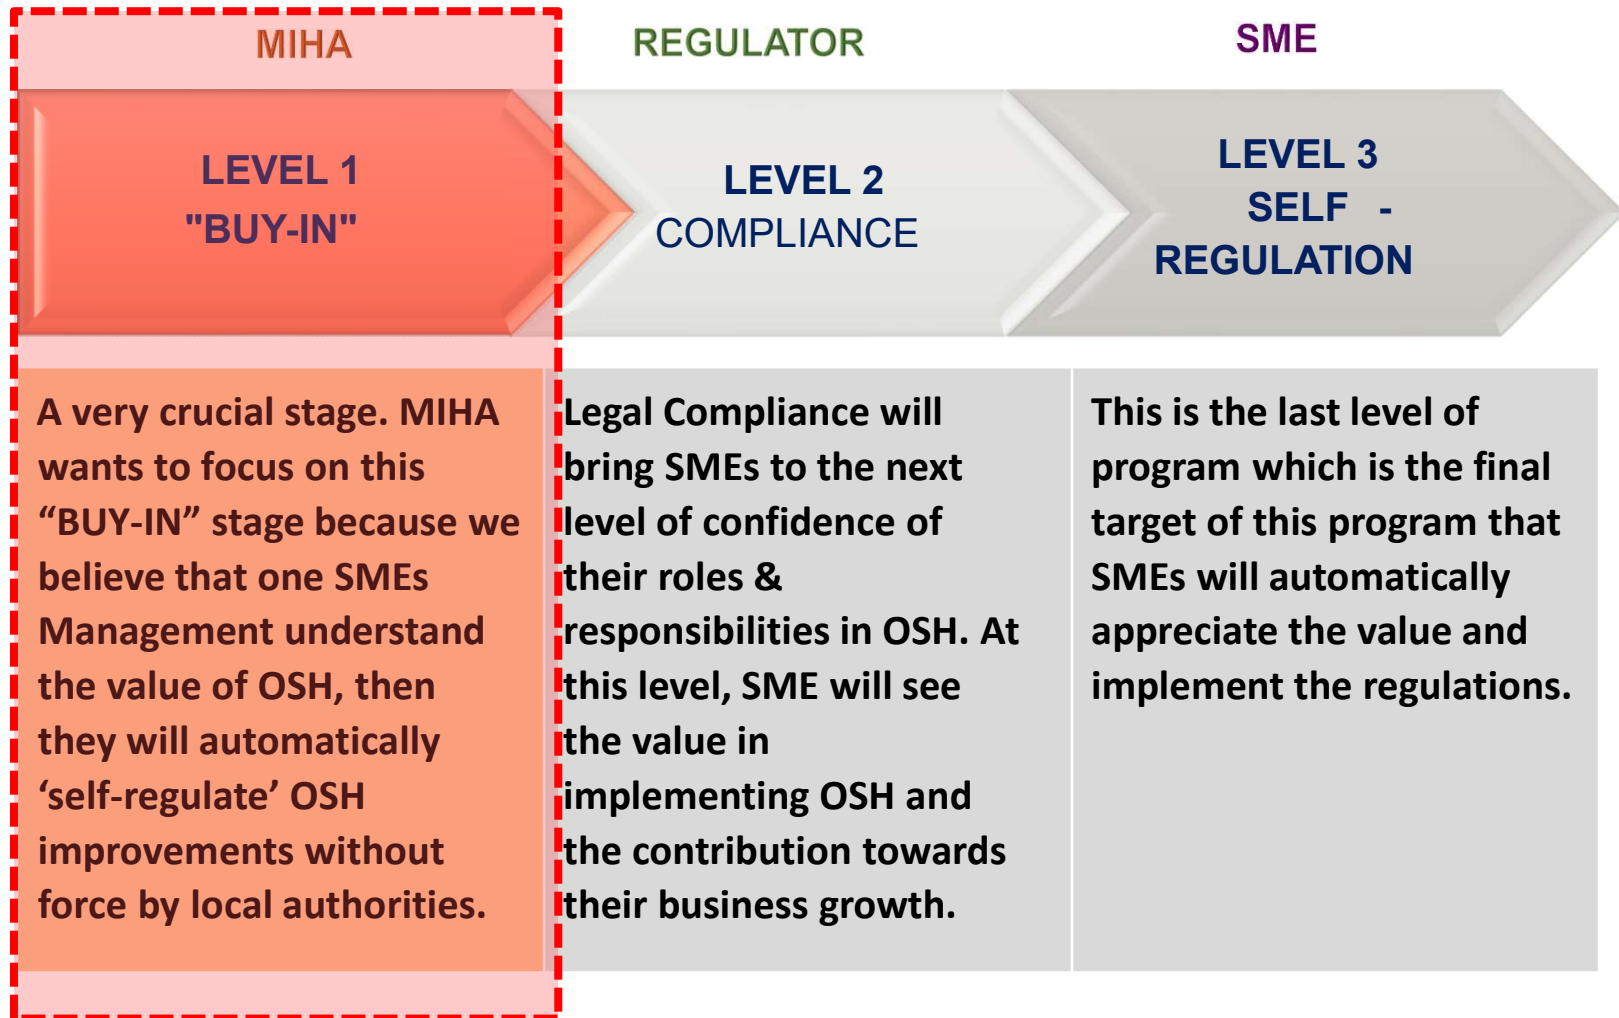 MIHA
REGULATOR
SME
LEVEL 1
"BUY-IN"
LEVEL 2
COMPLIANCE
LEVEL 3
SELF -
REGULATION
A very crucial stage. MIHA
wants to focus on this
“BUY-IN” stage because we
believe that one SMEs
Management understand
the value of OSH, then
they will automatically
‘self-regulate’ OSH
improvements without
force by local authorities.
Legal Compliance will
bring SMEs to the next
level of confidence of
their roles &
responsibilities in OSH. At
this level, SME will see
the value in
implementing OSH and
the contribution towards
their business growth.
This is the last level of
program which is the final
target of this program that
SMEs will automatically
appreciate the value and
implement the regulations.